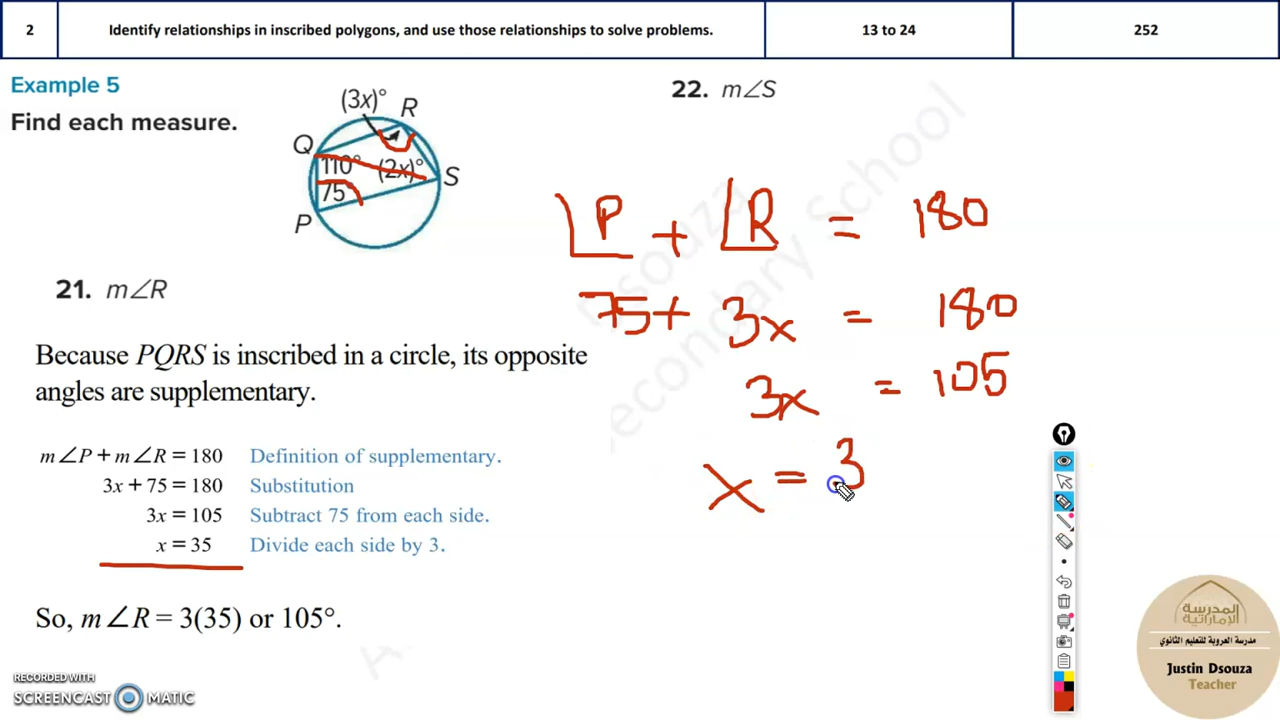 2 Identify relationships in inscribed polygons, and use those relationships to solve problems. 13 to 24 252
Example 5
Find each measure.
(3x)° R
Q 110° (2x)° S
75
P
21. m∠R
Because PQRS is inscribed in a circle, its opposite
angles are supplementary.
m∠P + m∠R = 180 Definition of supplementary.
3x + 75 = 180 Substitution
3x = 105 Subtract 75 from each side.
x = 35 Divide each side by 3.
So, m∠R = 3(35) or 105°.
22. m∠S
∠P + ∠R = 180
75 + 3x = 180
3x = 105
x = 3
souza
Secondary School
RECORDED WITH
SCREENCAST MATIC
المدرسة
الإماراتية
مدرسة العروبة للتعليم الثانوي
Justin Dsouza
Teacher